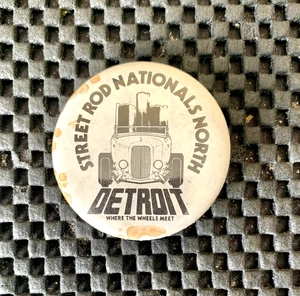 STREET ROD NATIONALS NORTH
DETROIT
WHERE THE WHEELS MEET